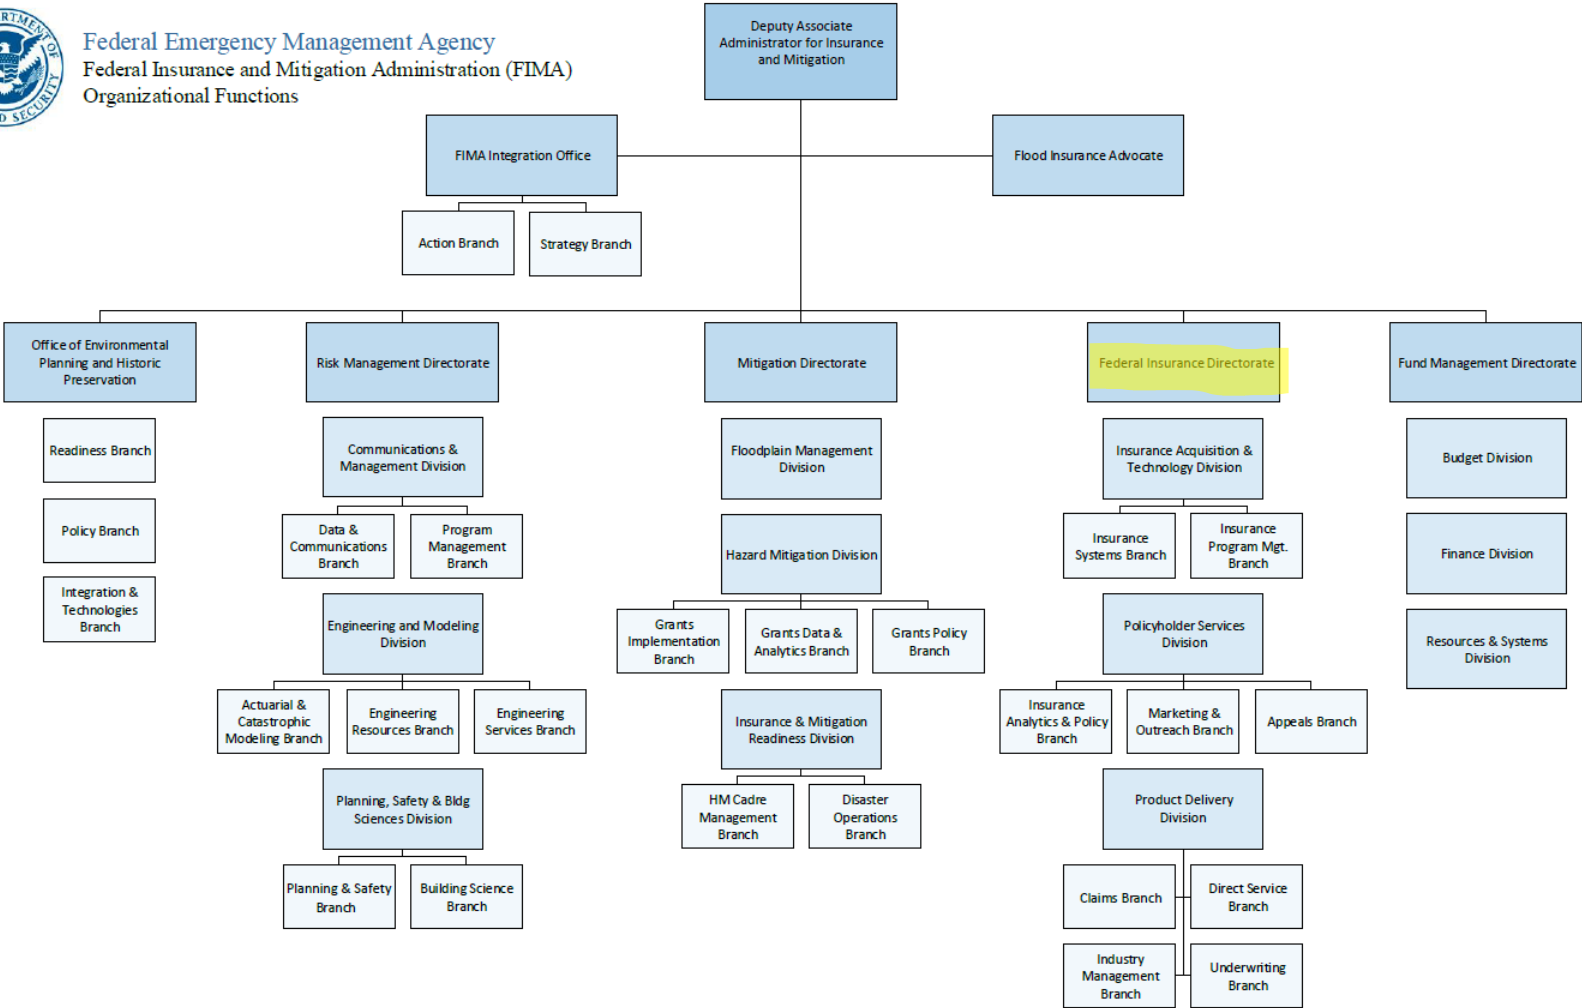 Federal Emergency Management Agency
Federal Insurance and Mitigation Administration (FIMA)
Organizational Functions
Deputy Associate
Administrator for Insurance
and Mitigation
FIMA Integration Office
Flood Insurance Advocate
Action Branch
Strategy Branch
Office of Environmental
Planning and Historic
Preservation
Readiness Branch
Policy Branch
Integration &
Technologies
Branch
Risk Management Directorate
Communications &
Management Division
Data &
Communications
Branch
Program
Management
Branch
Engineering and Modeling
Division
Actuarial &
Catastrophic
Modeling Branch
Engineering
Resources Branch
Engineering
Services Branch
Planning, Safety & Bldg
Sciences Division
Planning & Safety
Branch
Building Science
Branch
Mitigation Directorate
Floodplain Management
Division
Hazard Mitigation Division
Grants
Implementation
Branch
Grants Data &
Analytics Branch
Grants Policy
Branch
Insurance & Mitigation
Readiness Division
HM Cadre
Management
Branch
Disaster
Operations
Branch
Federal Insurance Directorate
Insurance Acquisition &
Technology Division
Insurance
Systems Branch
Insurance
Program Mgt.
Branch
Policyholder Services
Division
Insurance
Analytics & Policy
Branch
Marketing &
Outreach Branch
Appeals Branch
Product Delivery
Division
Claims Branch
Direct Service
Branch
Industry
Management
Branch
Underwriting
Branch
Fund Management Directorate
Budget Division
Finance Division
Resources & Systems
Division